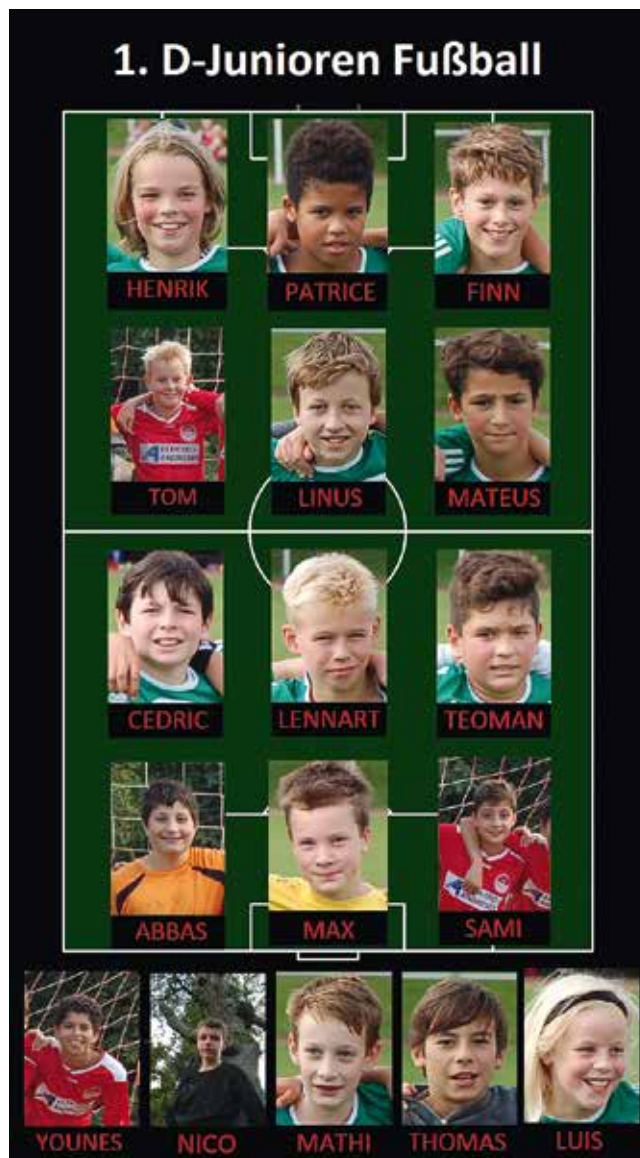 1. D-Junioren Fußball
HENRIK PATRICE FINN
TOM LINUS MATEUS
CEDRIC LENNART TEOMAN
ABBAS MAX SAMI
YOUNES NICO MATHI THOMAS LUIS